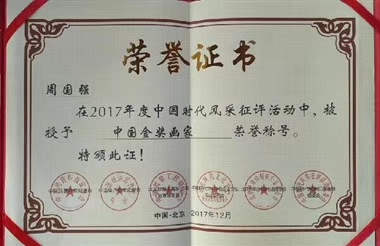 荣誉证书
周国强
在2017年度中国时代风采征评活动中，被
授予 中国金奖画家 荣誉称号。
特颁此证！
中国·北京 2017年12月